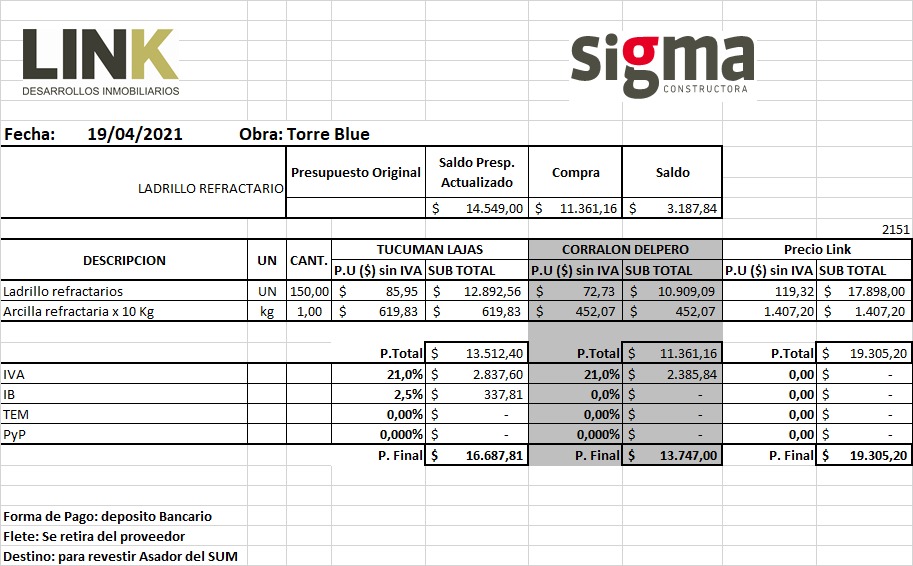 LINK
DESARROLLOS INMOBILIARIOS
sigma
CONSTRUCTORA
Fecha: 19/04/2021 Obra: Torre Blue
LADRILLO REFRACTARIO Presupuesto Original Saldo Presp. Actualizado Compra Saldo
$ 14.549,00 $ 11.361,16 $ 3.187,84
2151
DESCRIPCION UN CANT. TUCUMAN LAJAS CORRALON DELPERO Precio Link
P.U ($) sin IVA SUB TOTAL P.U ($) sin IVA SUB TOTAL P.U ($) sin IVA SUB TOTAL
Ladrillo refractarios UN 150,00 $ 85,95 $ 12.892,56 $ 72,73 $ 10.909,09 119,32 $ 17.898,00
Arcilla refractaria x 10 Kg kg 1,00 $ 619,83 $ 619,83 $ 452,07 $ 452,07 1.407,20 $ 1.407,20
P.Total $ 13.512,40 P.Total $ 11.361,16 P.Total $ 19.305,20
IVA 21,0% $ 2.837,60 21,0% $ 2.385,84 0,00 $ -
IB 2,5% $ 337,81 0,0% $ - 0,00 $ -
TEM 0,00% $ - 0,00% $ - 0,00 $ -
PyP 0,000% $ - 0,000% $ - 0,00 $ -
P. Final $ 16.687,81 P. Final $ 13.747,00 P. Final $ 19.305,20
Forma de Pago: deposito Bancario
Flete: Se retira del proveedor
Destino: para revestir Asador del SUM